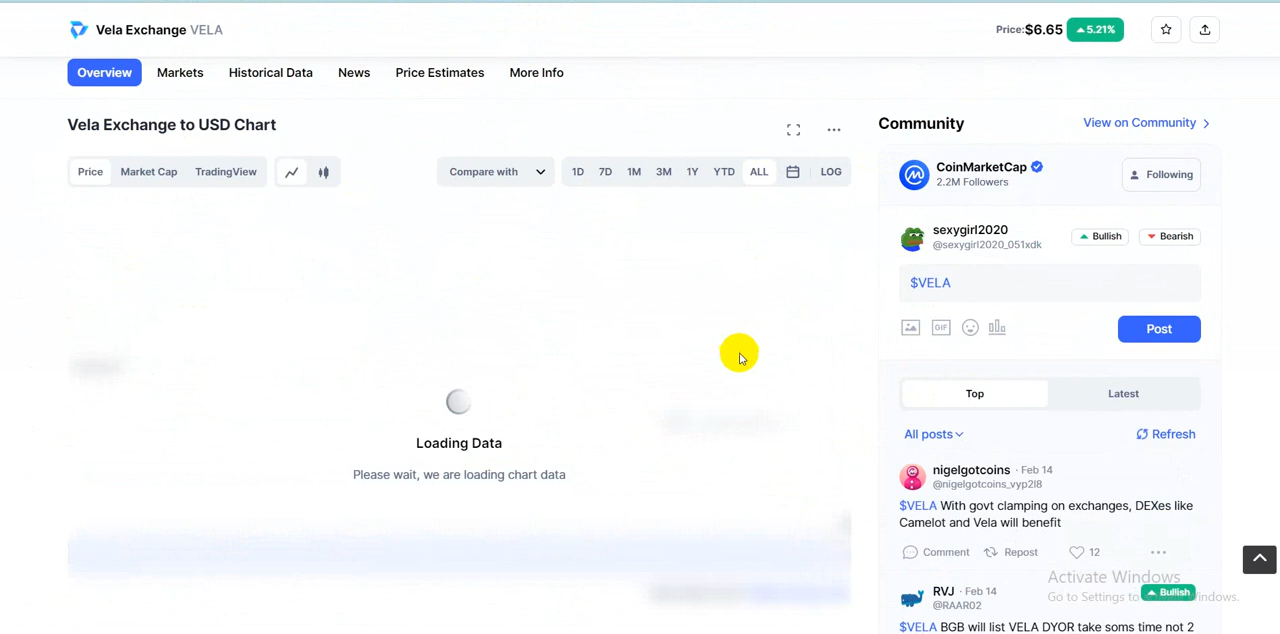 Vela Exchange VELA
Price:$6.65 5.21%
Overview Markets Historical Data News Price Estimates More Info
Vela Exchange to USD Chart
Price Market Cap TradingView Compare with 1D 7D 1M 3M 1Y YTD ALL LOG
Loading Data
Please wait, we are loading chart data
Community View on Community
CoinMarketCap
2.2M Followers
Following
sexygirl2020
@sexygirl2020_051xdk
Bullish Bearish
$VELA
GIF
Post
Top Latest
All posts Refresh
nigelgotcoins · Feb 14
@nigelgotcoins_vyp2l8
$VELA With govt clamping on exchanges, DEXes like
Camelot and Vela will benefit
Comment Repost 12
Activate Windows
RVJ · Feb 14 Bullish
@RAAR02
Go to Settings to Windows.
$VELA BGB will list VELA DYOR take soms time not 2